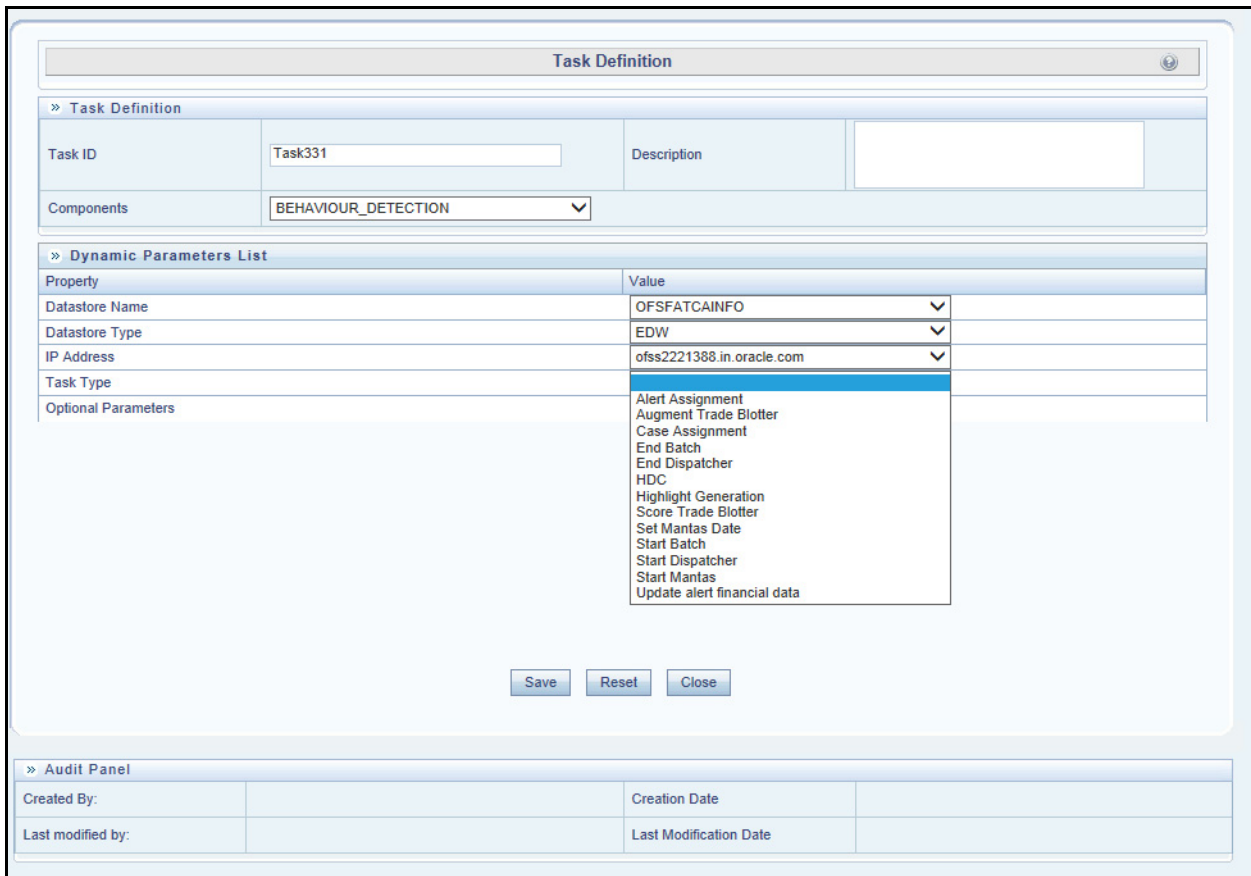 Task Definition
» Task Definition
Task ID
Task331
Description
Components
BEHAVIOUR_DETECTION
» Dynamic Parameters List
Property
Value
Datastore Name
OFSFATCAINFO
Datastore Type
EDW
IP Address
ofss2221388.in.oracle.com
Task Type
Optional Parameters
Alert Assignment
Augment Trade Blotter
Case Assignment
End Batch
End Dispatcher
HDC
Highlight Generation
Score Trade Blotter
Set Mantas Date
Start Batch
Start Dispatcher
Start Mantas
Update alert financial data
Save Reset Close
» Audit Panel
Created By:
Creation Date
Last modified by:
Last Modification Date